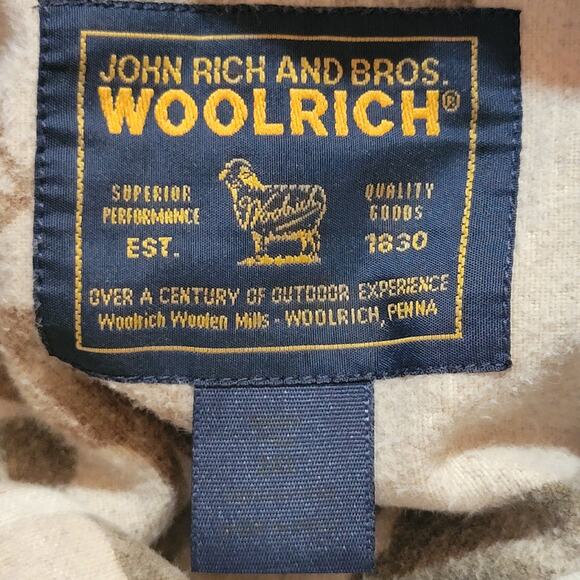 JOHN RICH AND BROS.
WOOLRICH®
SUPERIOR
PERFORMANCE
EST.
Woolrich
QUALITY
GOODS
1830
OVER A CENTURY OF OUTDOOR EXPERIENCE
Woolrich Woolen Mills - WOOLRICH, PENNA